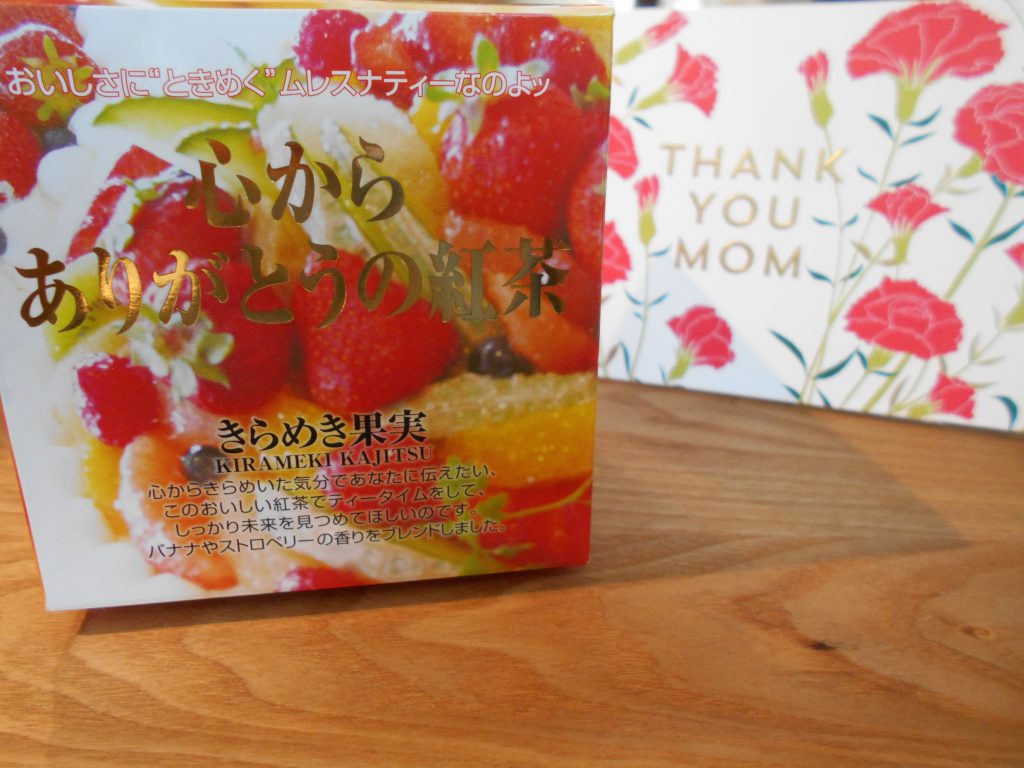 おいしさに"ときめく"ムレスナティーなのよッ
心から
ありがとうの紅茶
きらめき果実
KIRAMEKI KAJITSU
心からきらめいた気分であなたに伝えたい、
このおいしい紅茶でティータイムをして、
しっかり未来を見つめてほしいのです。
バナナやストロベリーの香りをブレンドしました。
THANK
YOU
MOM